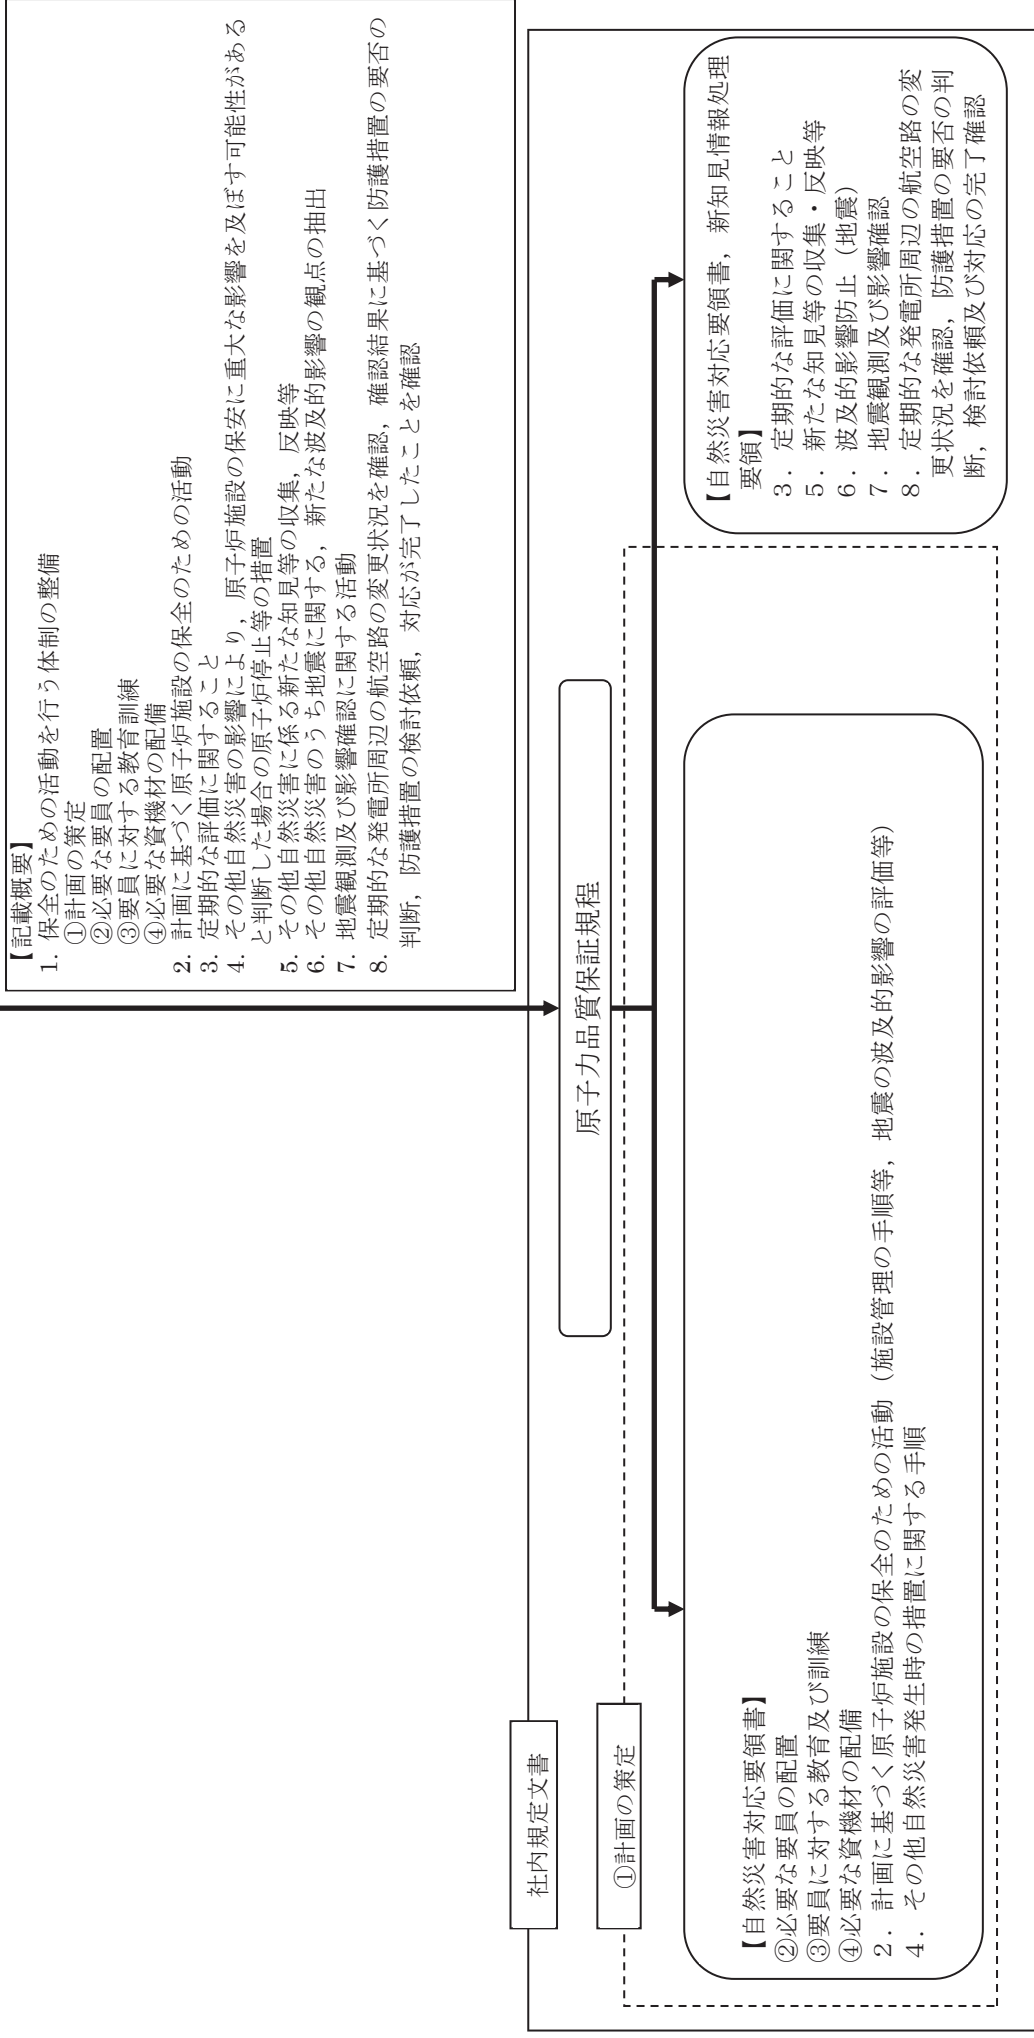 【記載概要】
1. 保全のための活動を行う体制の整備
①計画の策定
②必要な要員の配置
③要員に対する教育訓練
④必要な資機材の配備
2. 計画に基づく原子炉施設の保全のための活動
3. 定期的な評価に関すること
4. その他自然災害の影響により，原子炉施設の保安に重大な影響を及ぼす可能性がある
と判断した場合の原子炉停止等の措置
5. その他自然災害に係る新たな知見等の収集，反映等
6. その他自然災害のうち地震に関する，新たな波及的影響の観点の抽出
7. 地震観測及び影響確認に関する活動
8. 定期的な発電所周辺の航空路の変更状況を確認，確認結果に基づく防護措置の要否の
判断，防護措置の検討依頼，対応が完了したことを確認
社内規定文書
原子力品質保証規程
①計画の策定
【自然災害対応要領書】
②必要な要員の配置
③要員に対する教育及び訓練
④必要な資機材の配備
２．計画に基づく原子炉施設の保全のための活動（施設管理の手順等，地震の波及的影響の評価等）
４．その他自然災害発生時の措置に関する手順
【自然災害対応要領書，新知見情報処理
要領】
３．定期的な評価に関すること
５．新たな知見等の収集・反映等
６．波及的影響防止（地震）
７．地震観測及び影響確認
８．定期的な発電所周辺の航空路の変
更状況を確認，防護措置の要否の判
断，検討依頼及び対応の完了確認